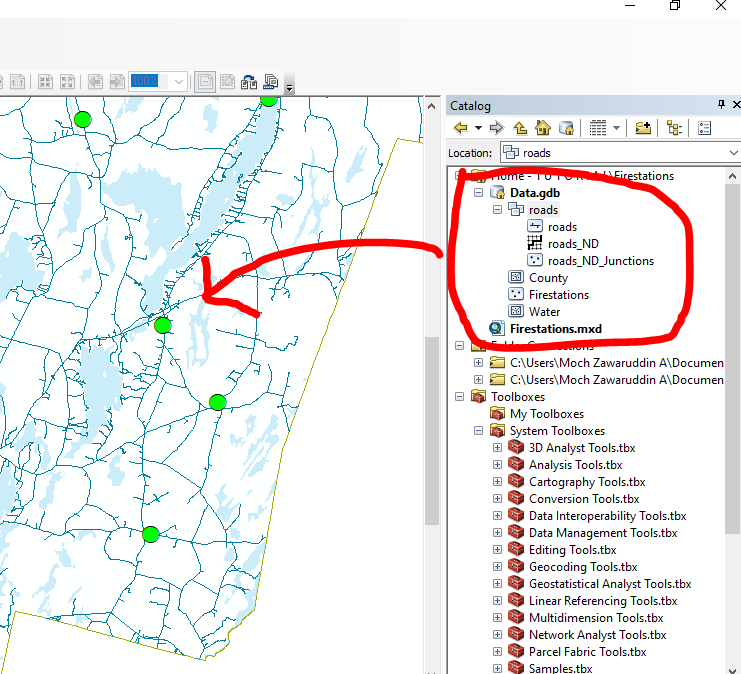 100%
Catalog
Location: roads
Home - T U T O R I A L\Firestations
Data.gdb
roads
roads
roads_ND
roads_ND_Junctions
County
Firestations
Water
Firestations.mxd
Folder Connections
C:\Users\Moch Zawaruddin A\Documen
C:\Users\Moch Zawaruddin A\Documen
Toolboxes
My Toolboxes
System Toolboxes
3D Analyst Tools.tbx
Analysis Tools.tbx
Cartography Tools.tbx
Conversion Tools.tbx
Data Interoperability Tools.tbx
Data Management Tools.tbx
Editing Tools.tbx
Geocoding Tools.tbx
Geostatistical Analyst Tools.tbx
Linear Referencing Tools.tbx
Multidimension Tools.tbx
Network Analyst Tools.tbx
Parcel Fabric Tools.tbx
Samples.tbx